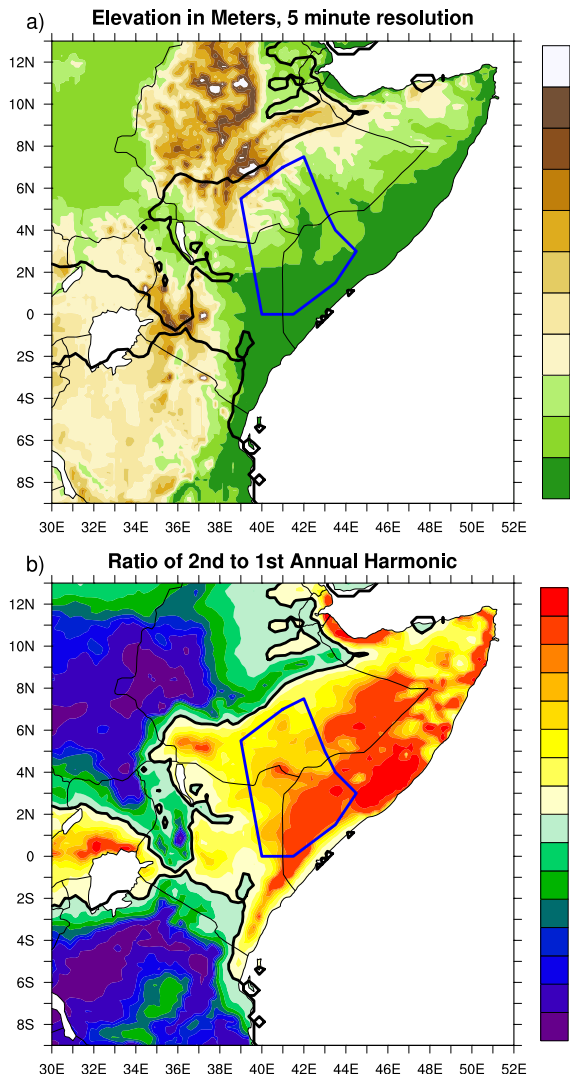 a) Elevation in Meters, 5 minute resolution
12N
10N
8N
6N
4N
2N
0
2S
4S
6S
8S
30E 32E 34E 36E 38E 40E 42E 44E 46E 48E 50E 52E
b) Ratio of 2nd to 1st Annual Harmonic
12N
10N
8N
6N
4N
2N
0
2S
4S
6S
8S
30E 32E 34E 36E 38E 40E 42E 44E 46E 48E 50E 52E